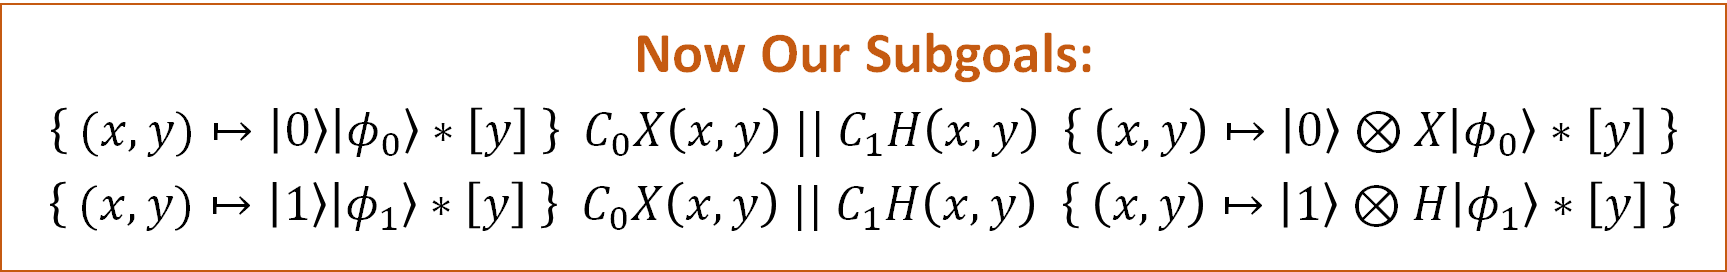 Now Our Subgoals:
{ (x, y) ↦ |0⟩|ϕ₀⟩ ∗ [y] } C₀X(x, y) || C₁H(x, y) { (x, y) ↦ |0⟩ ⊗ X|ϕ₀⟩ ∗ [y] }
{ (x, y) ↦ |1⟩|ϕ₁⟩ ∗ [y] } C₀X(x, y) || C₁H(x, y) { (x, y) ↦ |1⟩ ⊗ H|ϕ₁⟩ ∗ [y] }